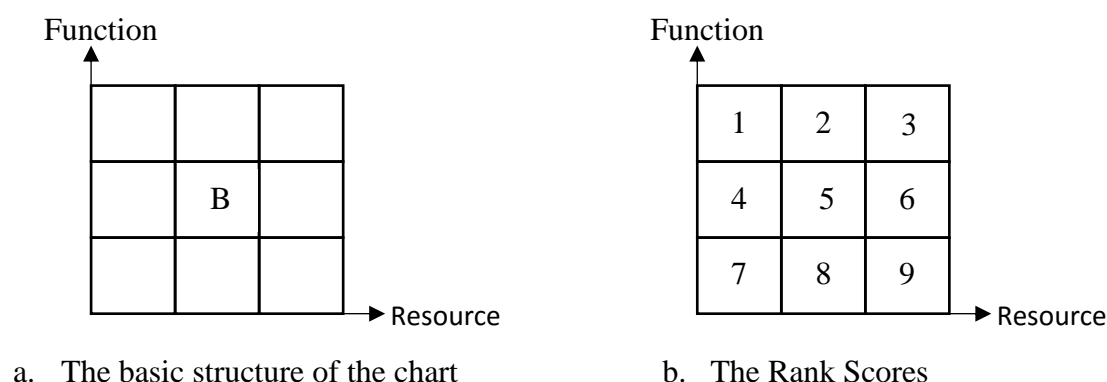 Function
B
Resource
a. The basic structure of the chart
Function
1 2 3
4 5 6
7 8 9
Resource
b. The Rank Scores